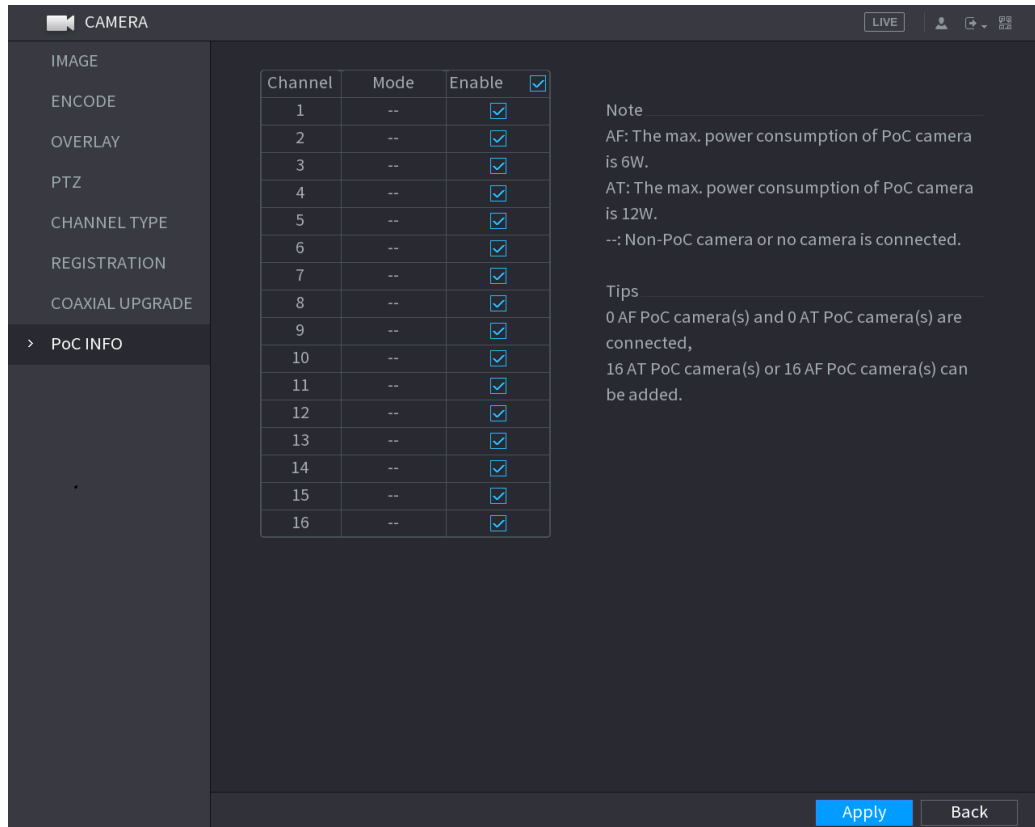 CAMERA
LIVE
IMAGE
ENCODE
OVERLAY
PTZ
CHANNEL TYPE
REGISTRATION
COAXIAL UPGRADE
> PoC INFO
Channel Mode Enable
1 --
2 --
3 --
4 --
5 --
6 --
7 --
8 --
9 --
10 --
11 --
12 --
13 --
14 --
15 --
16 --
Note
AF: The max. power consumption of PoC camera
is 6W.
AT: The max. power consumption of PoC camera
is 12W.
--: Non-PoC camera or no camera is connected.
Tips
0 AF PoC camera(s) and 0 AT PoC camera(s) are
connected,
16 AT PoC camera(s) or 16 AF PoC camera(s) can
be added.
Apply Back